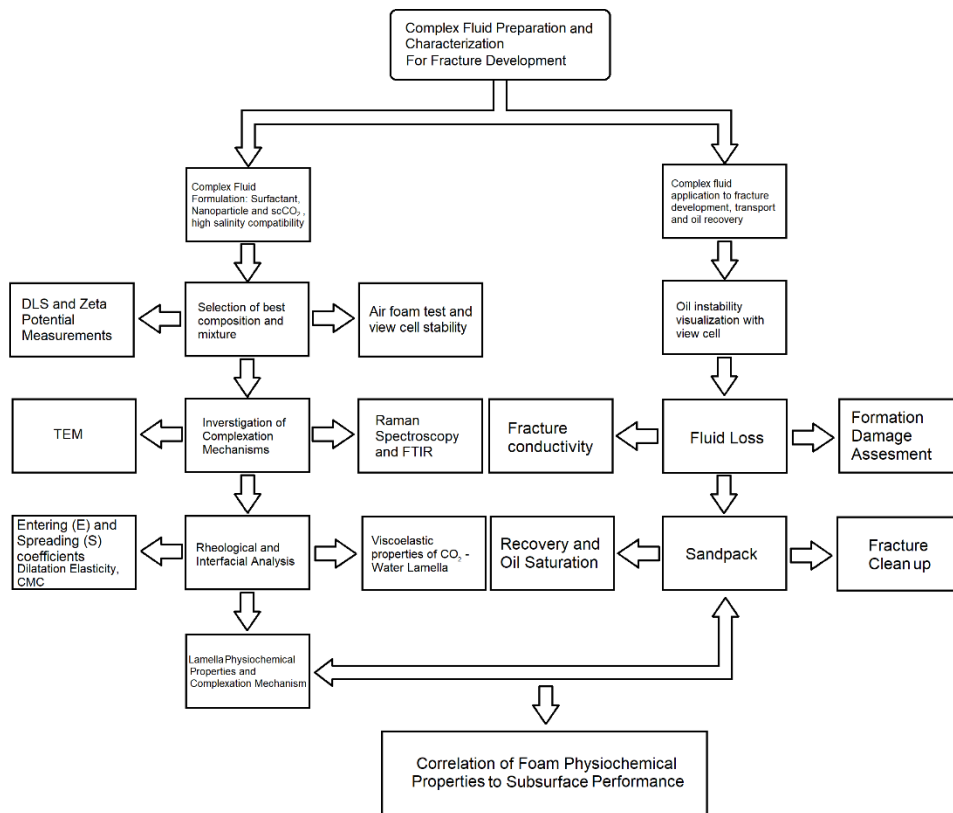 Complex Fluid Preparation and
Characterization
For Fracture Development
Complex Fluid
Formulation: Surfactant,
Nanoparticle and scCO₂ ,
high salinity compatibility
Complex fluid
application to fracture
development, transport
and oil recovery
DLS and Zeta
Potential
Measurements
Selection of best
composition and
mixture
Air foam test and
view cell stability
Oil instability
visualization with
view cell
TEM
Inverstigation of
Complexation
Mechanisms
Raman
Spectroscopy
and FTIR
Fracture
conductivity
Fluid Loss
Formation
Damage
Assesment
Entering (E) and
Spreading (S)
coefficients
Dilatation Elasticity,
CMC
Rheological and
Interfacial Analysis
Viscoelastic
properties of CO₂ -
Water Lamella
Recovery and
Oil Saturation
Sandpack
Fracture
Clean up
Lamella Physiochemical
Properties and
Complexation Mechanism
Correlation of Foam Physiochemical
Properties to Subsurface Performance